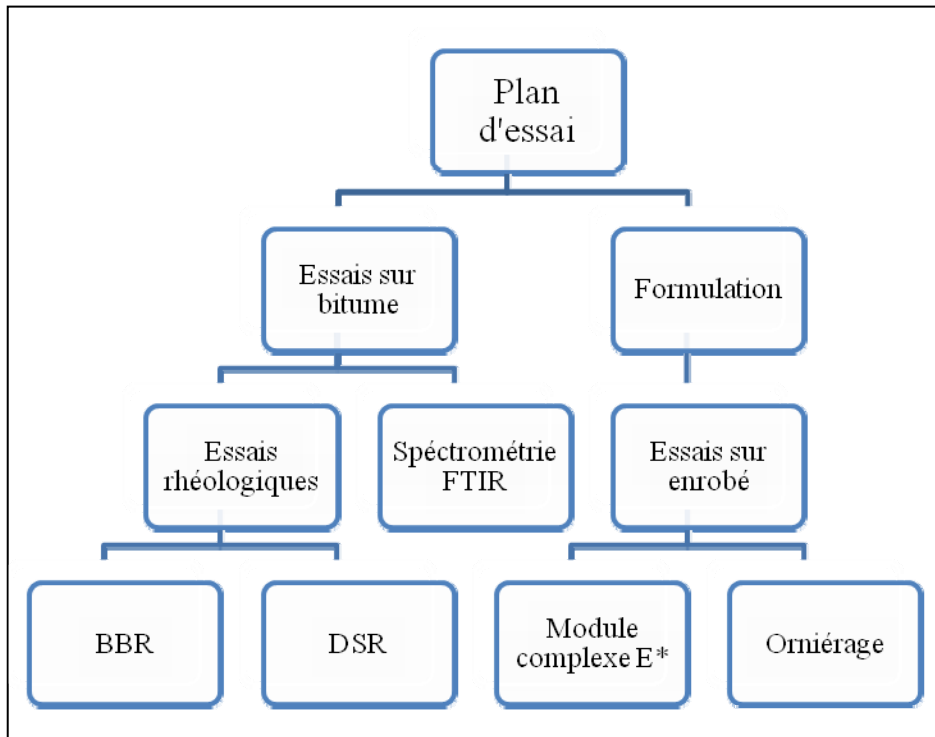 Plan
d'essai
Essais sur
bitume
Formulation
Essais
rhéologiques
Spéctrométrie
FTIR
Essais sur
enrobé
BBR
DSR
Module
complexe E*
Orniérage